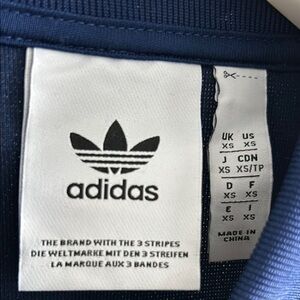 adidas
THE BRAND WITH THE 3 STRIPES
DIE WELTMARKE MIT DEN 3 STREIFEN
LA MARQUE AUX 3 BANDES
UK US
XS XS
J CDN
XS XS/TP
D F
XS XS
E I
XS XS
MADE IN
CHINA